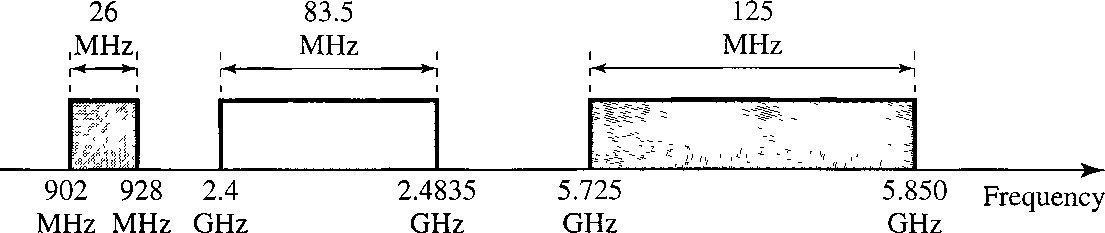 26
MHz
83.5
MHz
125
MHz
902
MHz
928
MHz
2.4
GHz
2.4835
GHz
5.725
GHz
5.850
GHz
Frequency